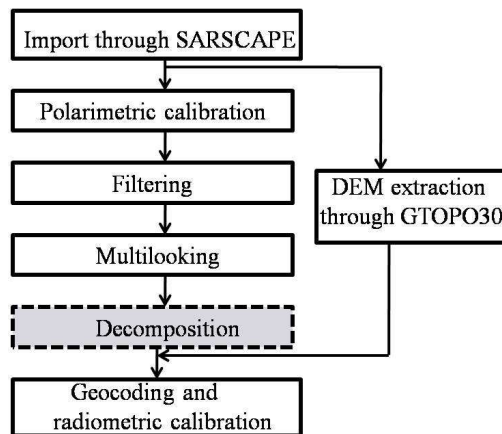 Import through SARSCAPE
Polarimetric calibration
Filtering
DEM extraction
through GTOPO30
Multilooking
Decomposition
Geocoding and
radiometric calibration